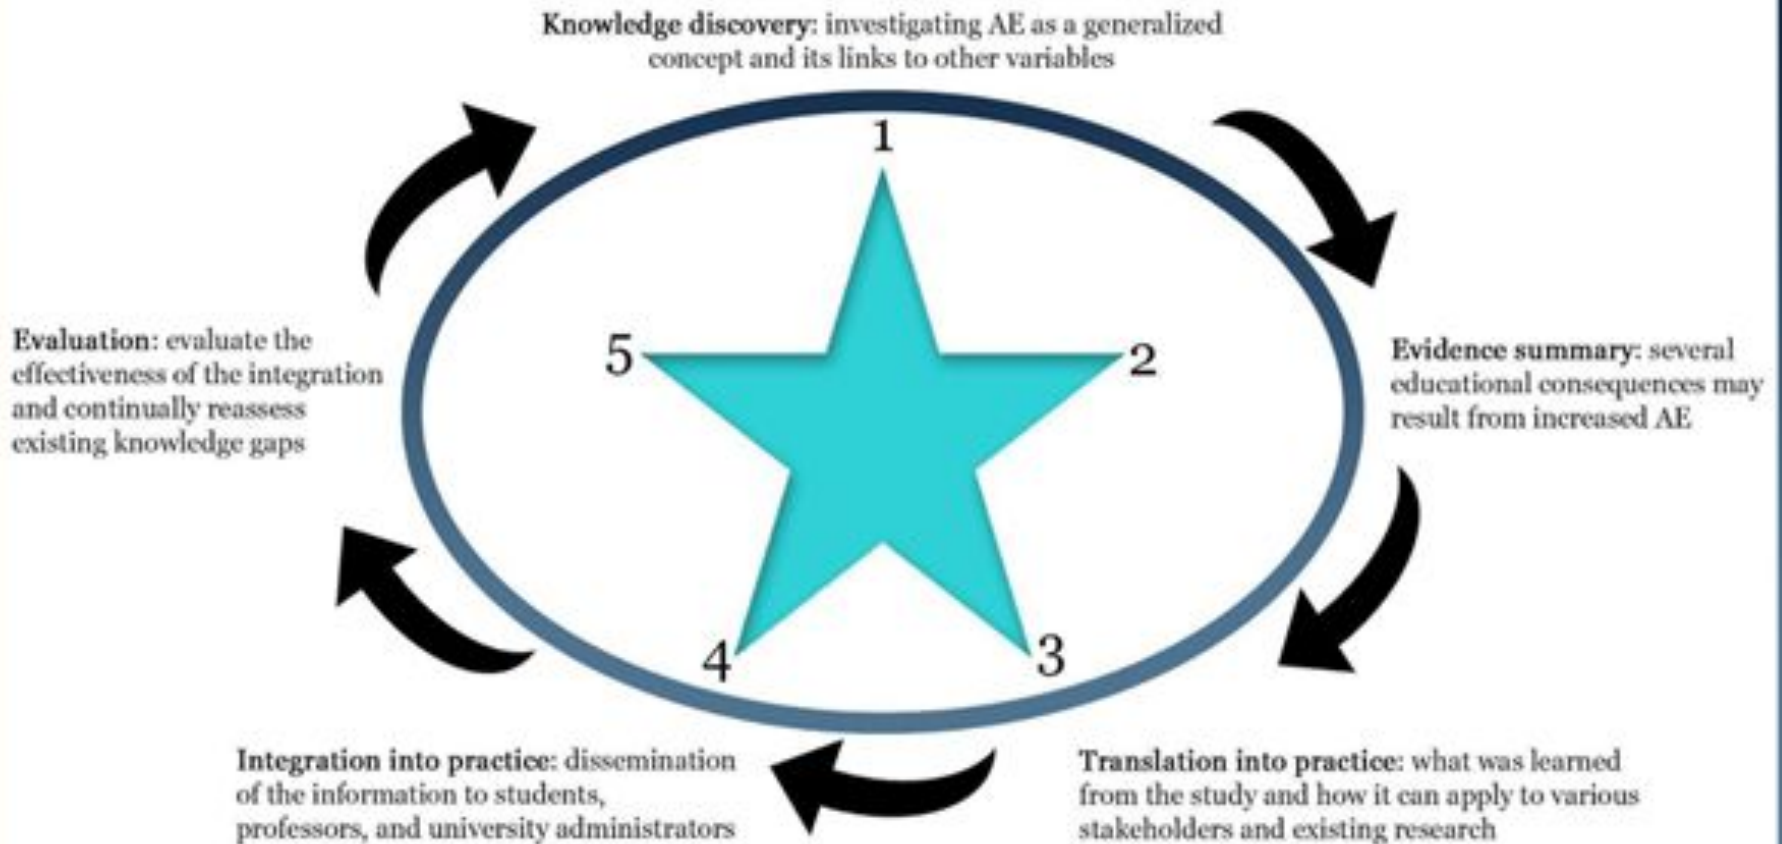 Knowledge discovery: investigating AE as a generalized
concept and its links to other variables
1
5
2
Evaluation: evaluate the
effectiveness of the integration
and continually reassess
existing knowledge gaps
Evidence summary: several
educational consequences may
result from increased AE
4
3
Integration into practice: dissemination
of the information to students,
professors, and university administrators
Translation into practice: what was learned
from the study and how it can apply to various
stakeholders and existing research